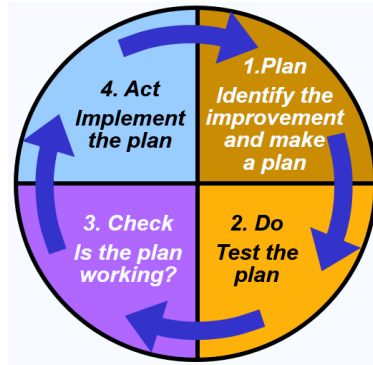 1.Plan
Identify the
improvement
and make
a plan
2. Do
Test the
plan
3. Check
Is the plan
working?
4. Act
Implement
the plan